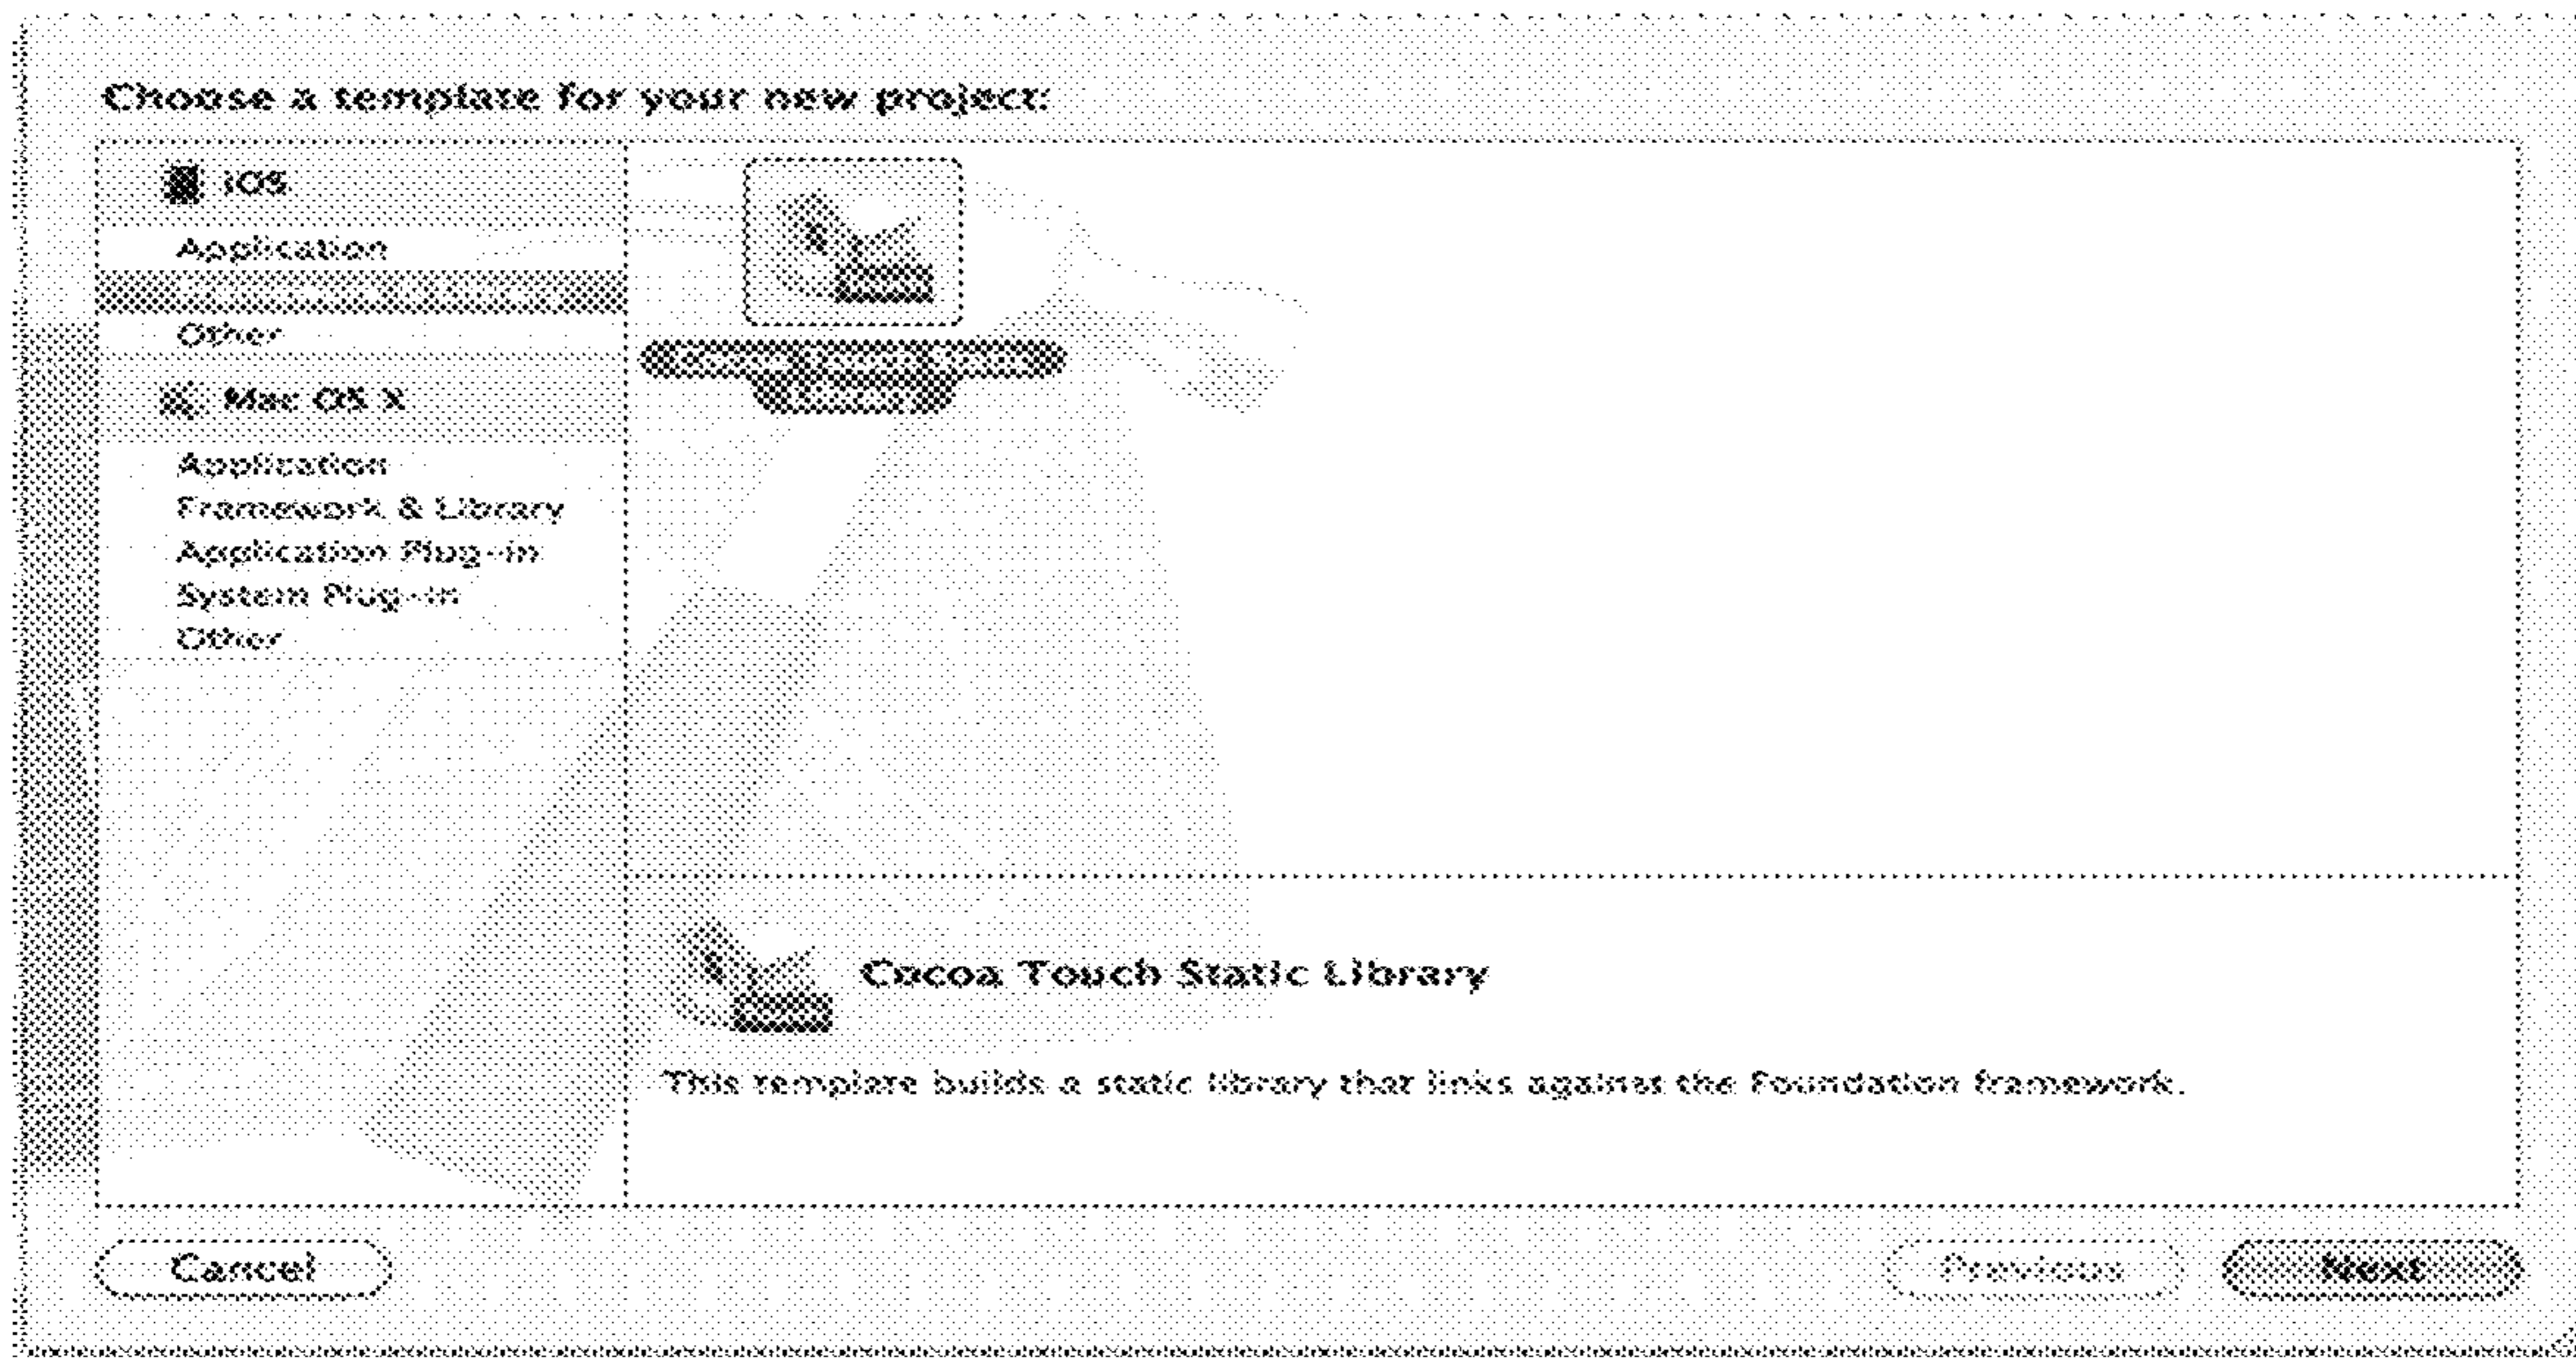 Choose a template for your new project:
iOS
Application
Other
Mac OS X
Application
Framework & Library
Application Plug-in
System Plug-in
Other
Cocoa Touch Static Library
This template builds a static library that links against the Foundation framework.
Cancel
Previous
Next